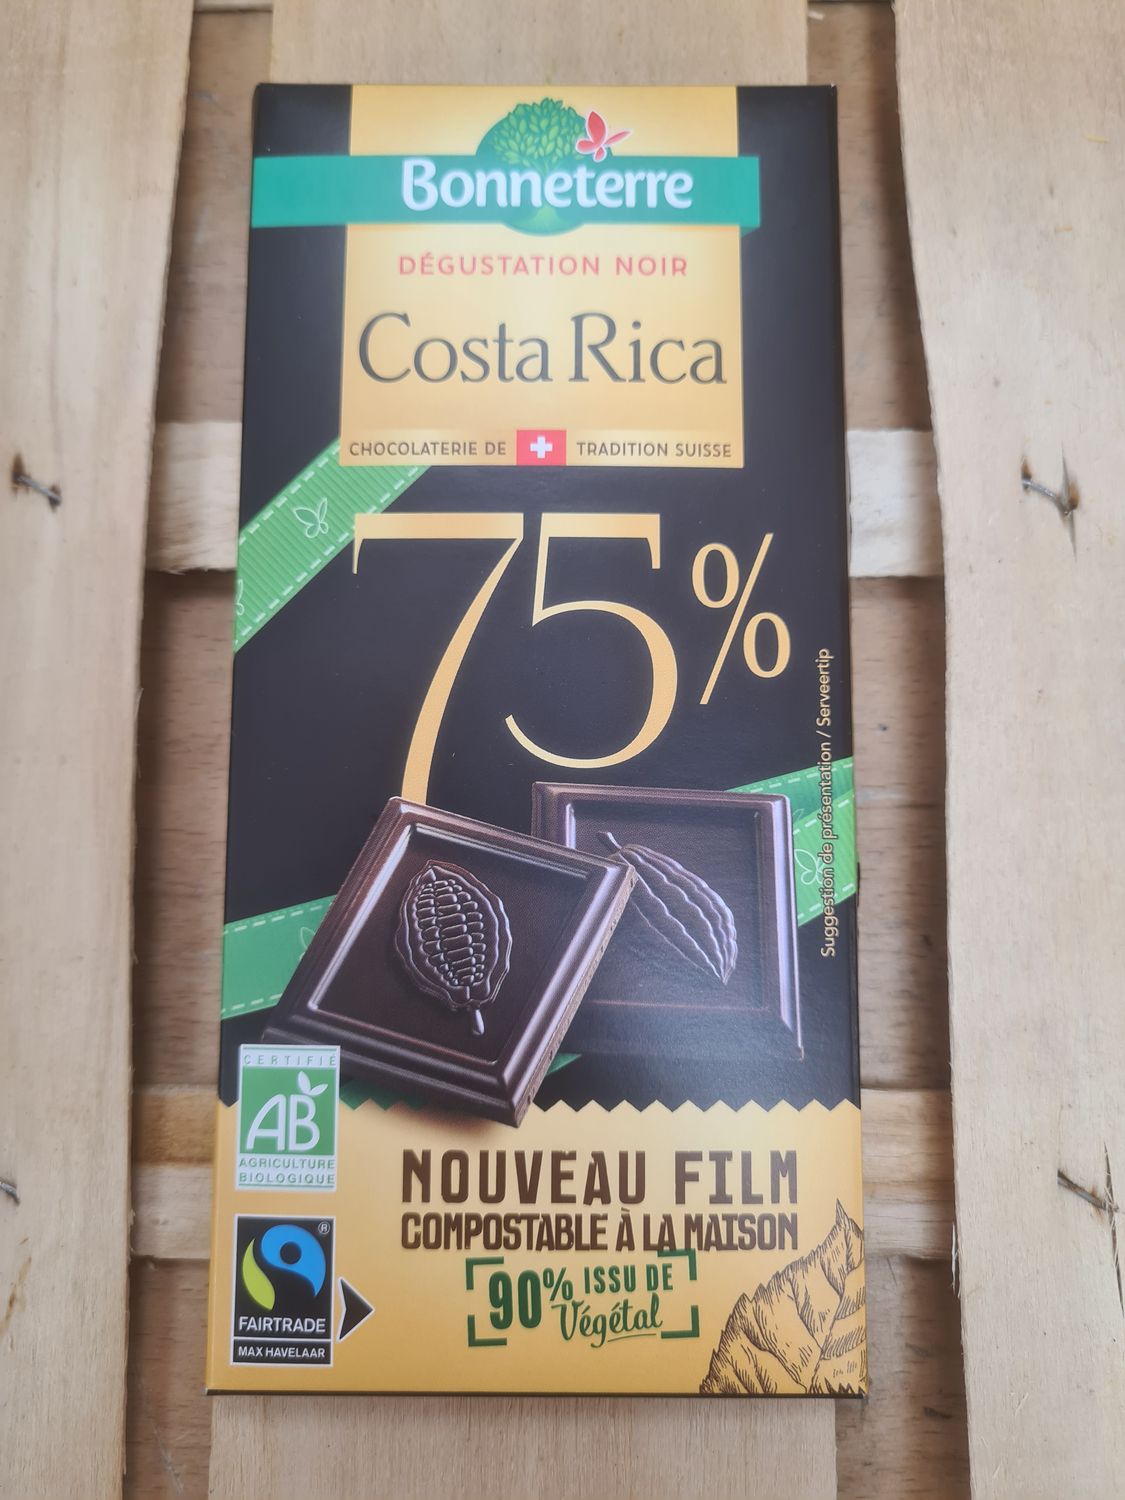 Bonneterre
DÉGUSTATION NOIR
Costa Rica
CHOCOLATERIE DE TRADITION SUISSE
75%
Suggestion de présentation / Serveertip
CERTIFIÉ
AB
AGRICULTURE
BIOLOGIQUE
NOUVEAU FILM
COMPOSTABLE À LA MAISON
90% ISSU DE
Végétal
®
FAIRTRADE
MAX HAVELAAR